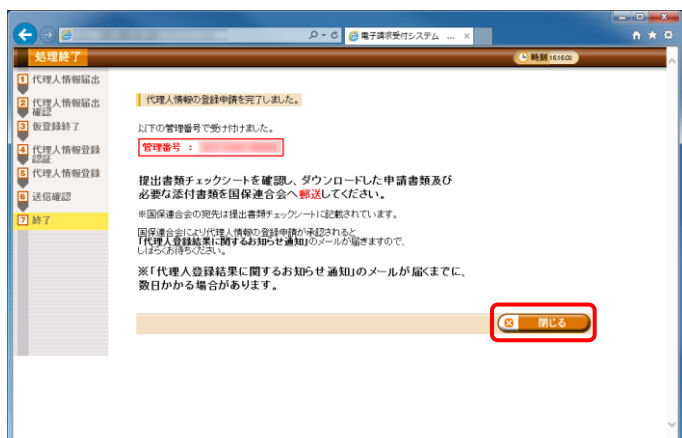 電子請求受付システム ...
処理終了
時刻 16:16:03
1 代理人情報届出
2 代理人情報届出
確認
3 仮登録終了
4 代理人情報登録
認証
5 代理人情報登録
6 送信確認
7 終了
代理人情報の登録申請を完了しました。
以下の管理番号で受け付けました。
管理番号 :
提出書類チェックシートを確認し、ダウンロードした申請書類及び
必要な添付書類を国保連合会へ郵送してください。
※国保連合会の宛先は提出書類チェックシートに記載されています。
国保連合会により代理人情報の登録申請が承認されると
「代理人登録結果に関するお知らせ通知」のメールが届きますので、
しばらくお待ちください。
※「代理人登録結果に関するお知らせ通知」のメールが届くまでに、
数日かかる場合があります。
閉じる